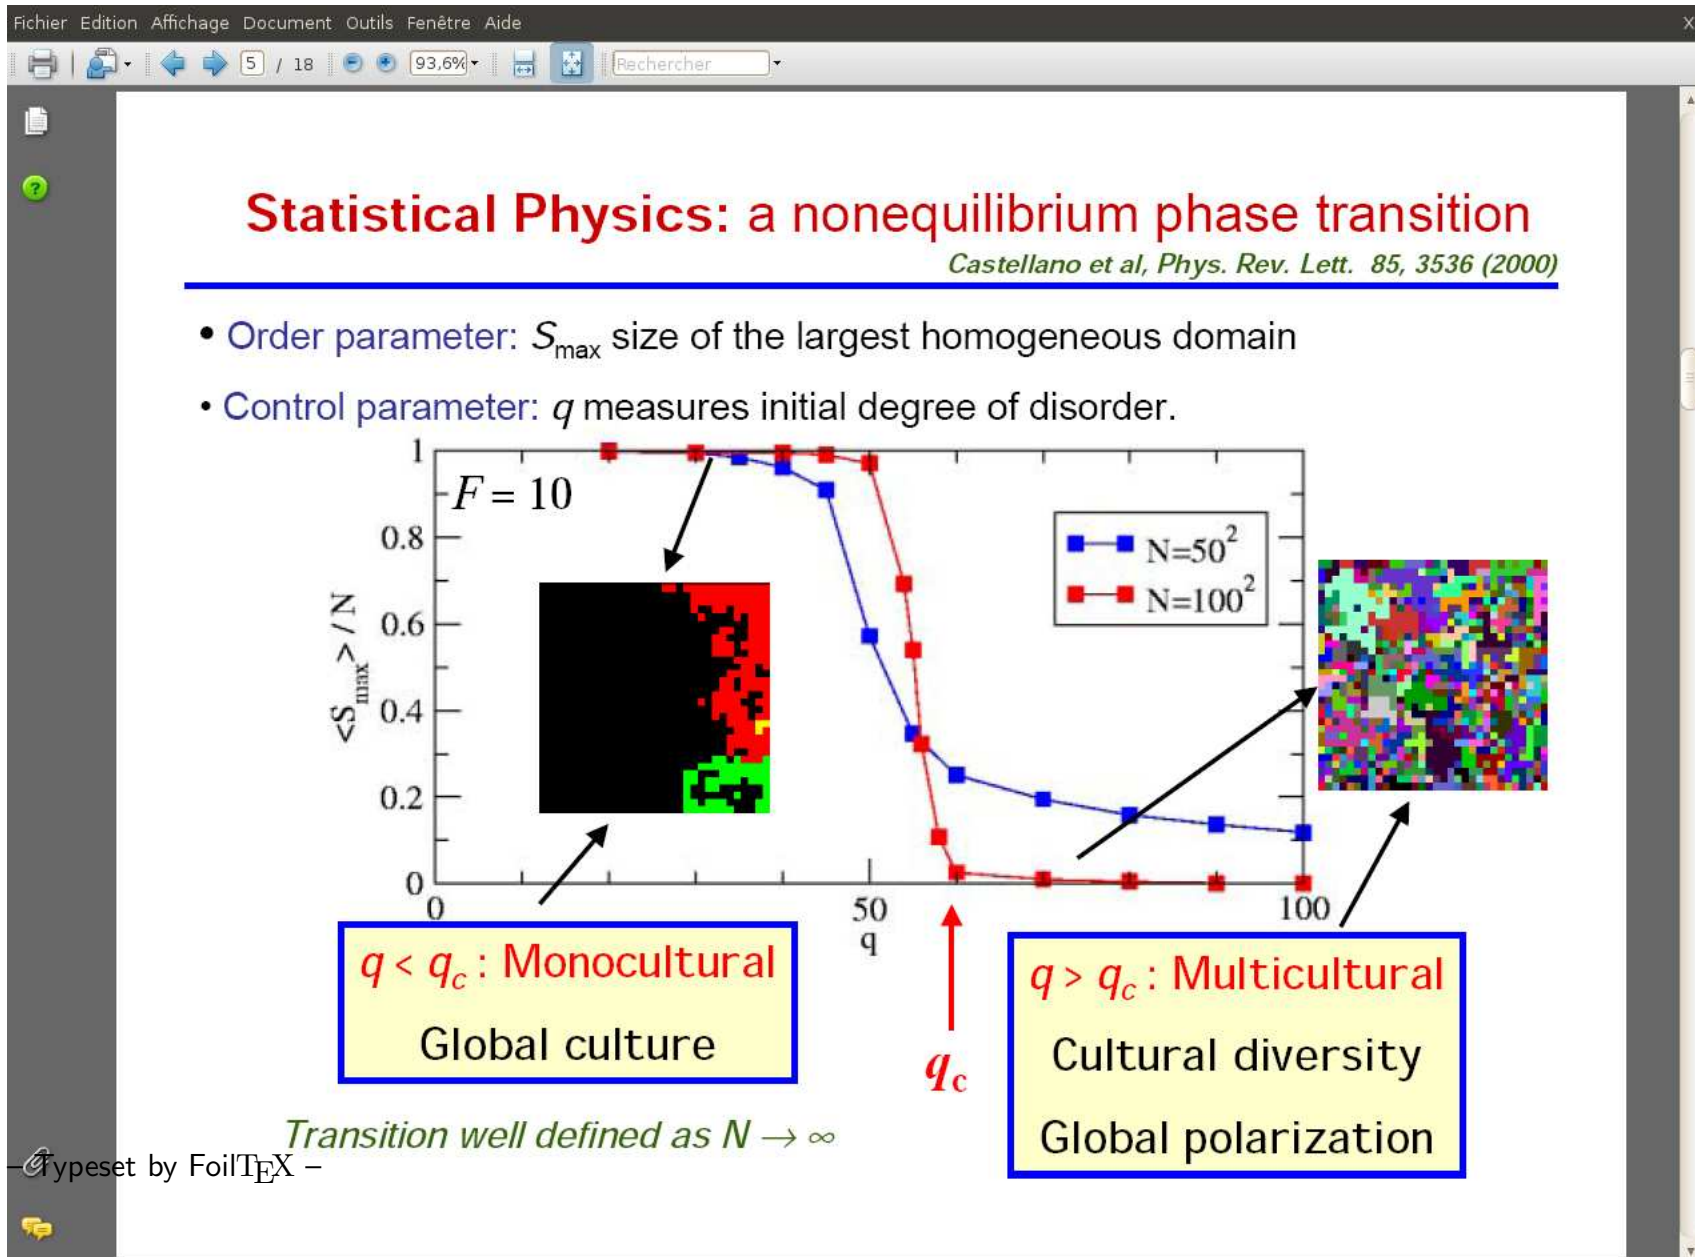 Fichier Edition Affichage Document Outils Fenêtre Aide X
5 / 18 93,6% Rechercher
Statistical Physics: a nonequilibrium phase transition
Castellano et al, Phys. Rev. Lett. 85, 3536 (2000)
• Order parameter: Smax size of the largest homogeneous domain
• Control parameter: q measures initial degree of disorder.
1
F = 10
0.8
0.6
0.4
0.2
0
<Smax> / N
N=50²
N=100²
0 50 100
q
q < qc : Monocultural
Global culture
qc
q > qc : Multicultural
Cultural diversity
Global polarization
Transition well defined as N → ∞
– Typeset by FoilTEX –